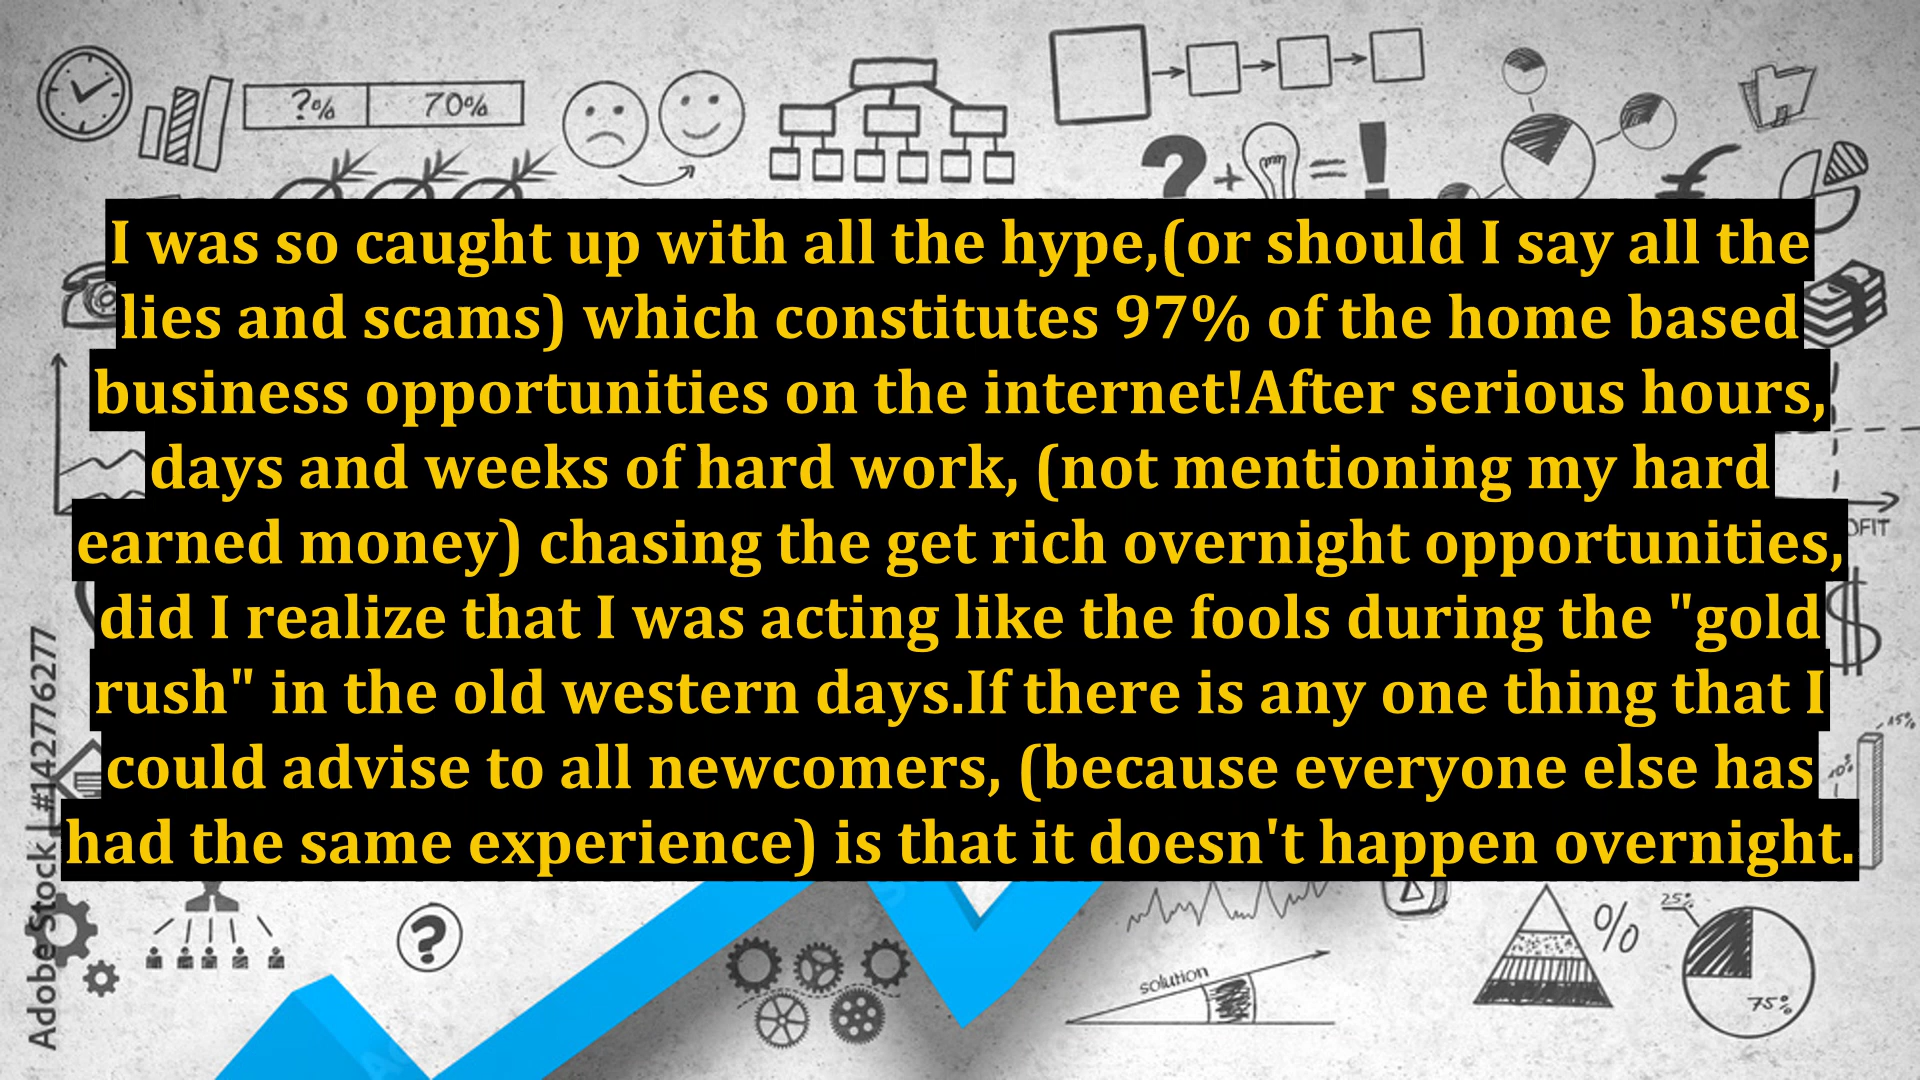 ?% 70%
? + = !
I was so caught up with all the hype,(or should I say all the
lies and scams) which constitutes 97% of the home based
business opportunities on the internet!After serious hours,
days and weeks of hard work, (not mentioning my hard
earned money) chasing the get rich overnight opportunities,
did I realize that I was acting like the fools during the "gold
rush" in the old western days.If there is any one thing that I
could advise to all newcomers, (because everyone else has
had the same experience) is that it doesn't happen overnight.
OFIT
$
15%
10%
Adobe Stock | #1427776277
?
solution
%
25%
75%